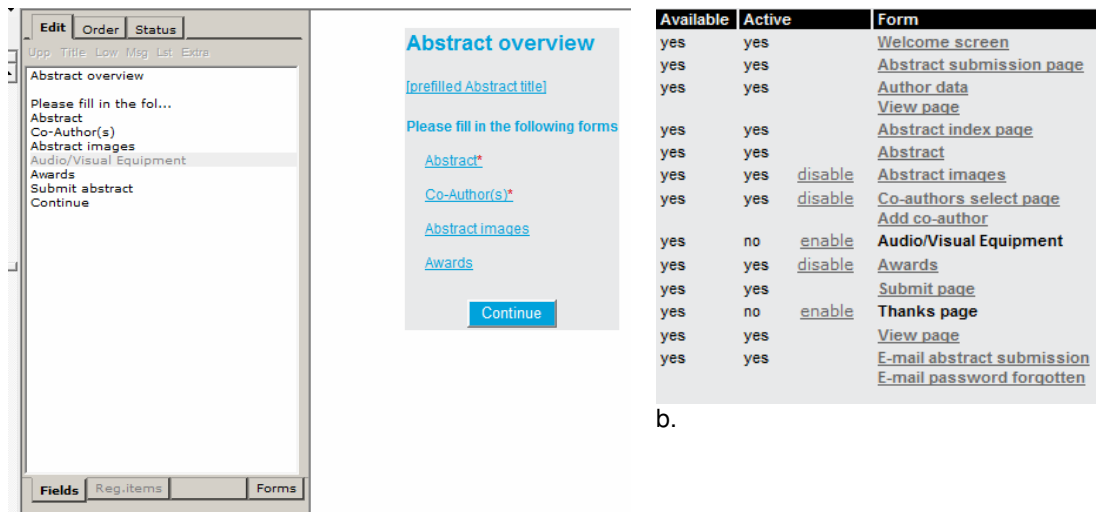 Edit Order Status
Upp Title Low Msg Lst Extra
Abstract overview
Please fill in the fol...
Abstract
Co-Author(s)
Abstract images
Audio/Visual Equipment
Awards
Submit abstract
Continue
Fields Reg.items Forms
Abstract overview
[prefilled Abstract title]
Please fill in the following forms
Abstract*
Co-Author(s)*
Abstract images
Awards
Continue
Available Active Form
yes yes Welcome screen
yes yes Abstract submission page
yes yes Author data
View page
yes yes Abstract index page
yes yes Abstract
yes yes disable Abstract images
yes yes disable Co-authors select page
Add co-author
yes no enable Audio/Visual Equipment
yes yes disable Awards
yes yes Submit page
yes no enable Thanks page
yes yes View page
yes yes E-mail abstract submission
E-mail password forgotten
b.